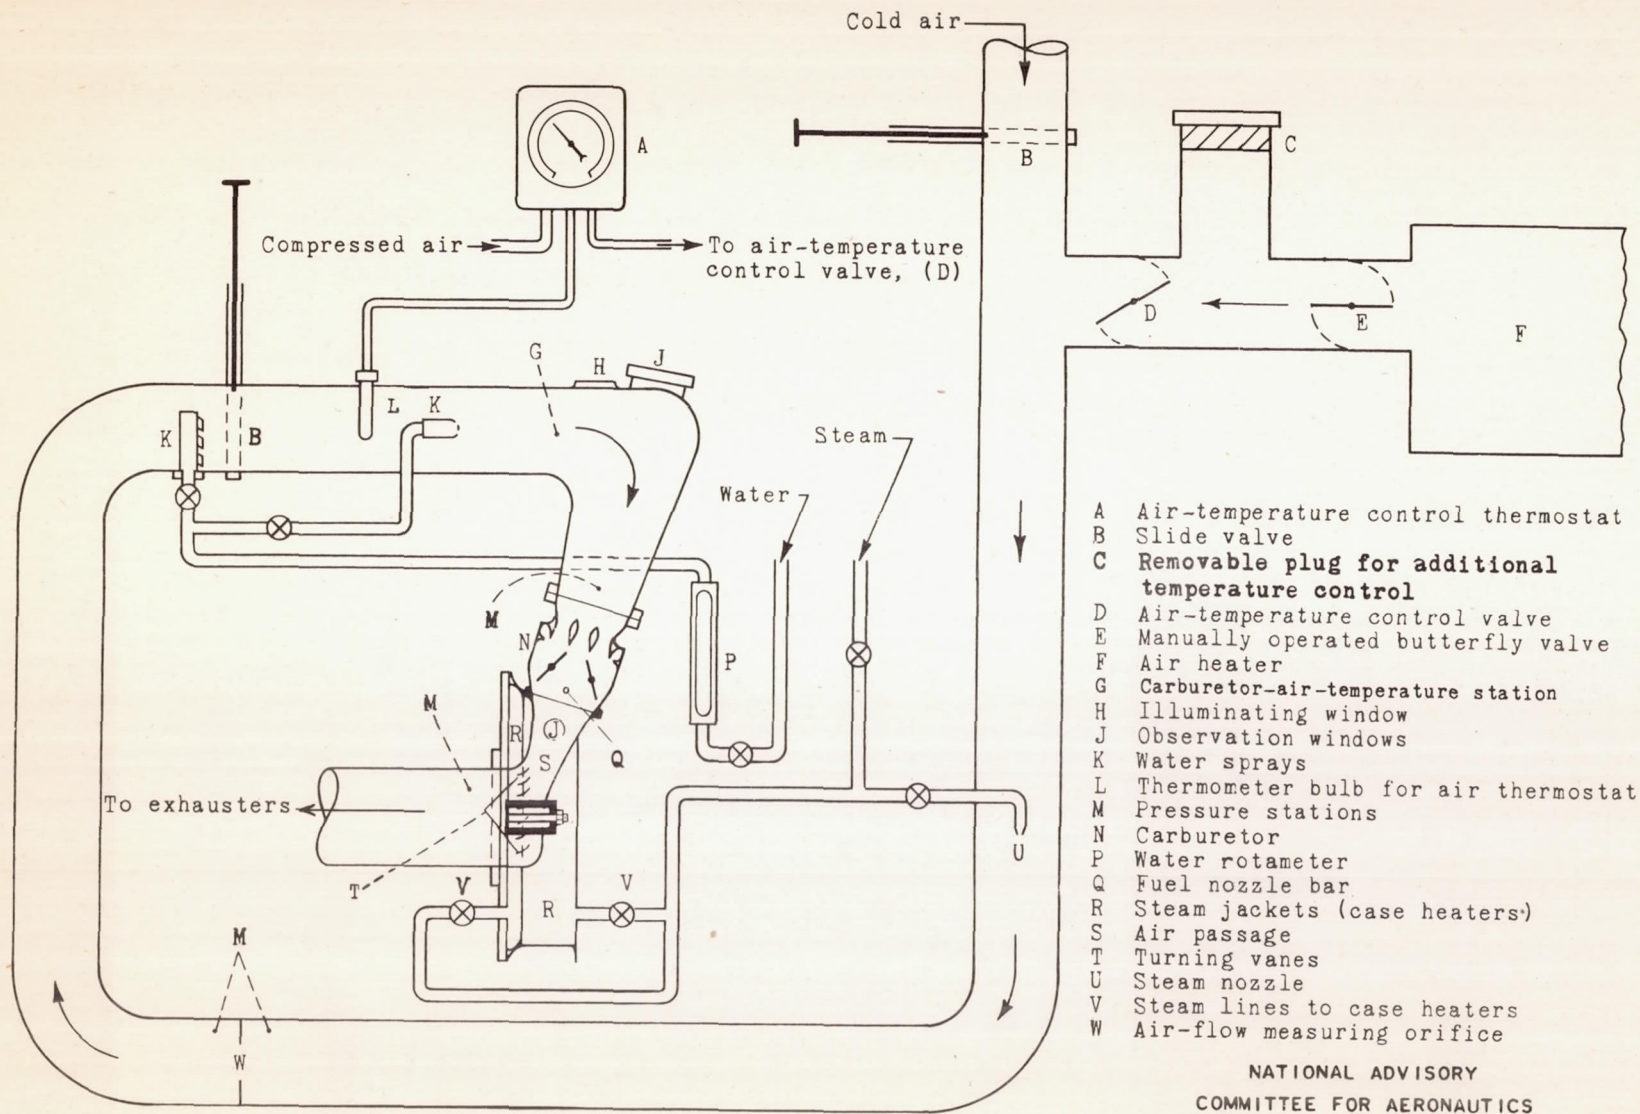 Cold air
A
B
C
Compressed air
To air-temperature
control valve, (D)
D
E
F
G
H
J
K
B
L
K
Steam
Water
M
N
P
M
R
J
S
Q
To exhausters
U
T
V
V
R
M
W
A Air-temperature control thermostat
B Slide valve
C Removable plug for additional
temperature control
D Air-temperature control valve
E Manually operated butterfly valve
F Air heater
G Carburetor-air-temperature station
H Illuminating window
J Observation windows
K Water sprays
L Thermometer bulb for air thermostat
M Pressure stations
N Carburetor
P Water rotameter
Q Fuel nozzle bar
R Steam jackets (case heaters)
S Air passage
T Turning vanes
U Steam nozzle
V Steam lines to case heaters
W Air-flow measuring orifice
NATIONAL ADVISORY
COMMITTEE FOR AERONAUTICS